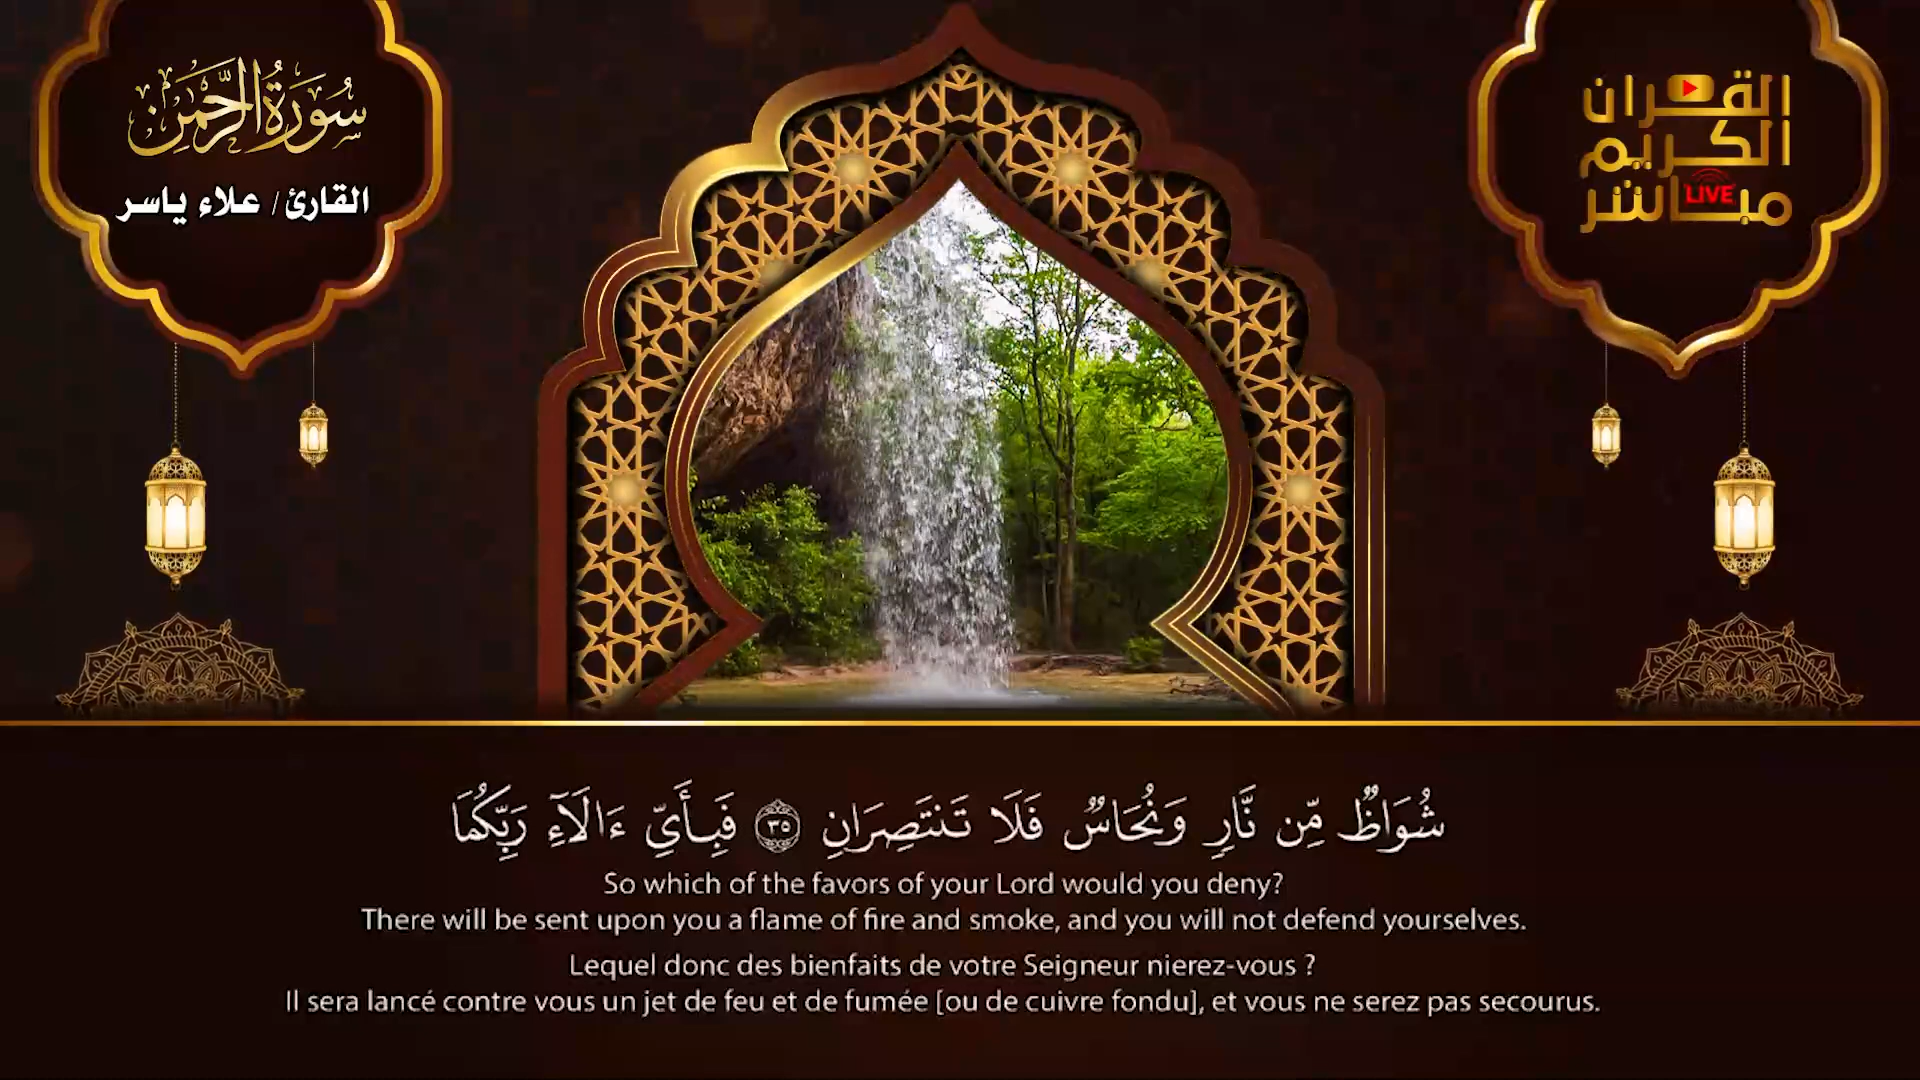 سُورَةُ الرَّحْمَٰن
القارئ / علاء ياسر
القرآن
الكريم
مباشر
LIVE
شُوَاظٌ مِّن نَّارٍ وَنُحَاسٌ فَلَا تَنتَصِرَانِ ٣٥ فَبِأَيِّ ءَالَآءِ رَبِّكُمَا
So which of the favors of your Lord would you deny?
There will be sent upon you a flame of fire and smoke, and you will not defend yourselves.
Lequel donc des bienfaits de votre Seigneur nierez-vous ?
Il sera lancé contre vous un jet de feu et de fumée [ou de cuivre fondu], et vous ne serez pas secourus.